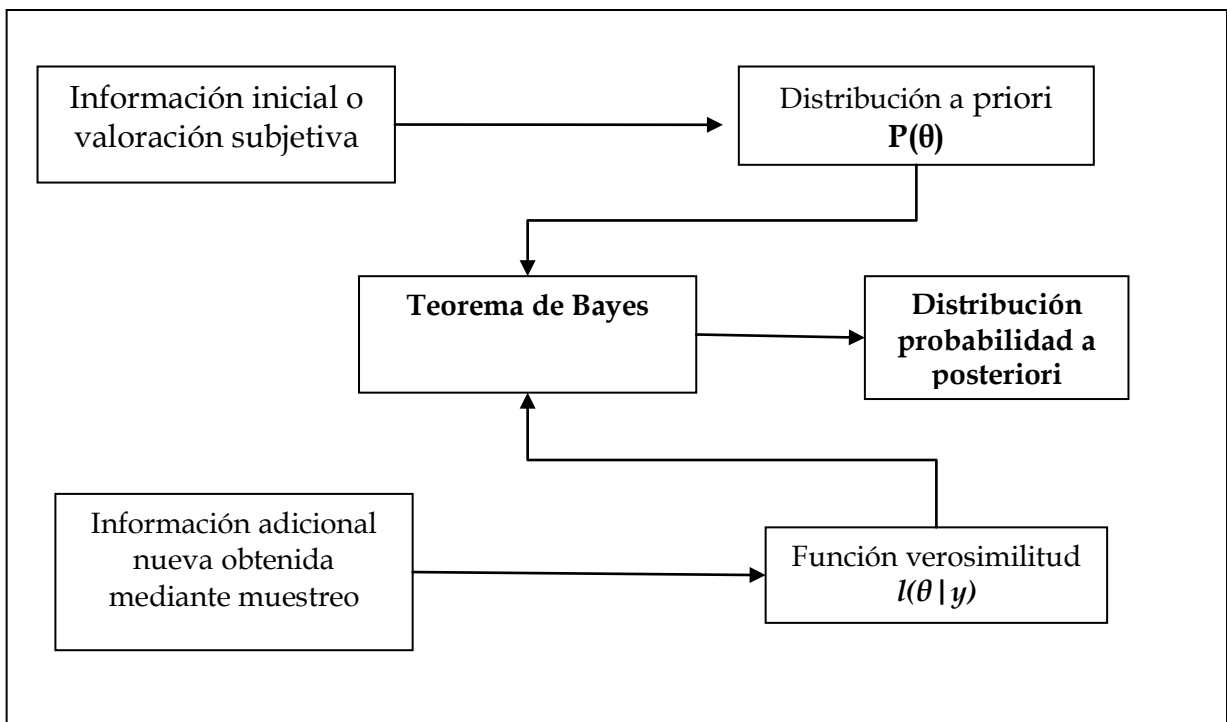 Información inicial o
valoración subjetiva
Distribución a priori
P(θ)
Teorema de Bayes
Distribución
probabilidad a
posteriori
Información adicional
nueva obtenida
mediante muestreo
Función verosimilitud
l(θ|y)